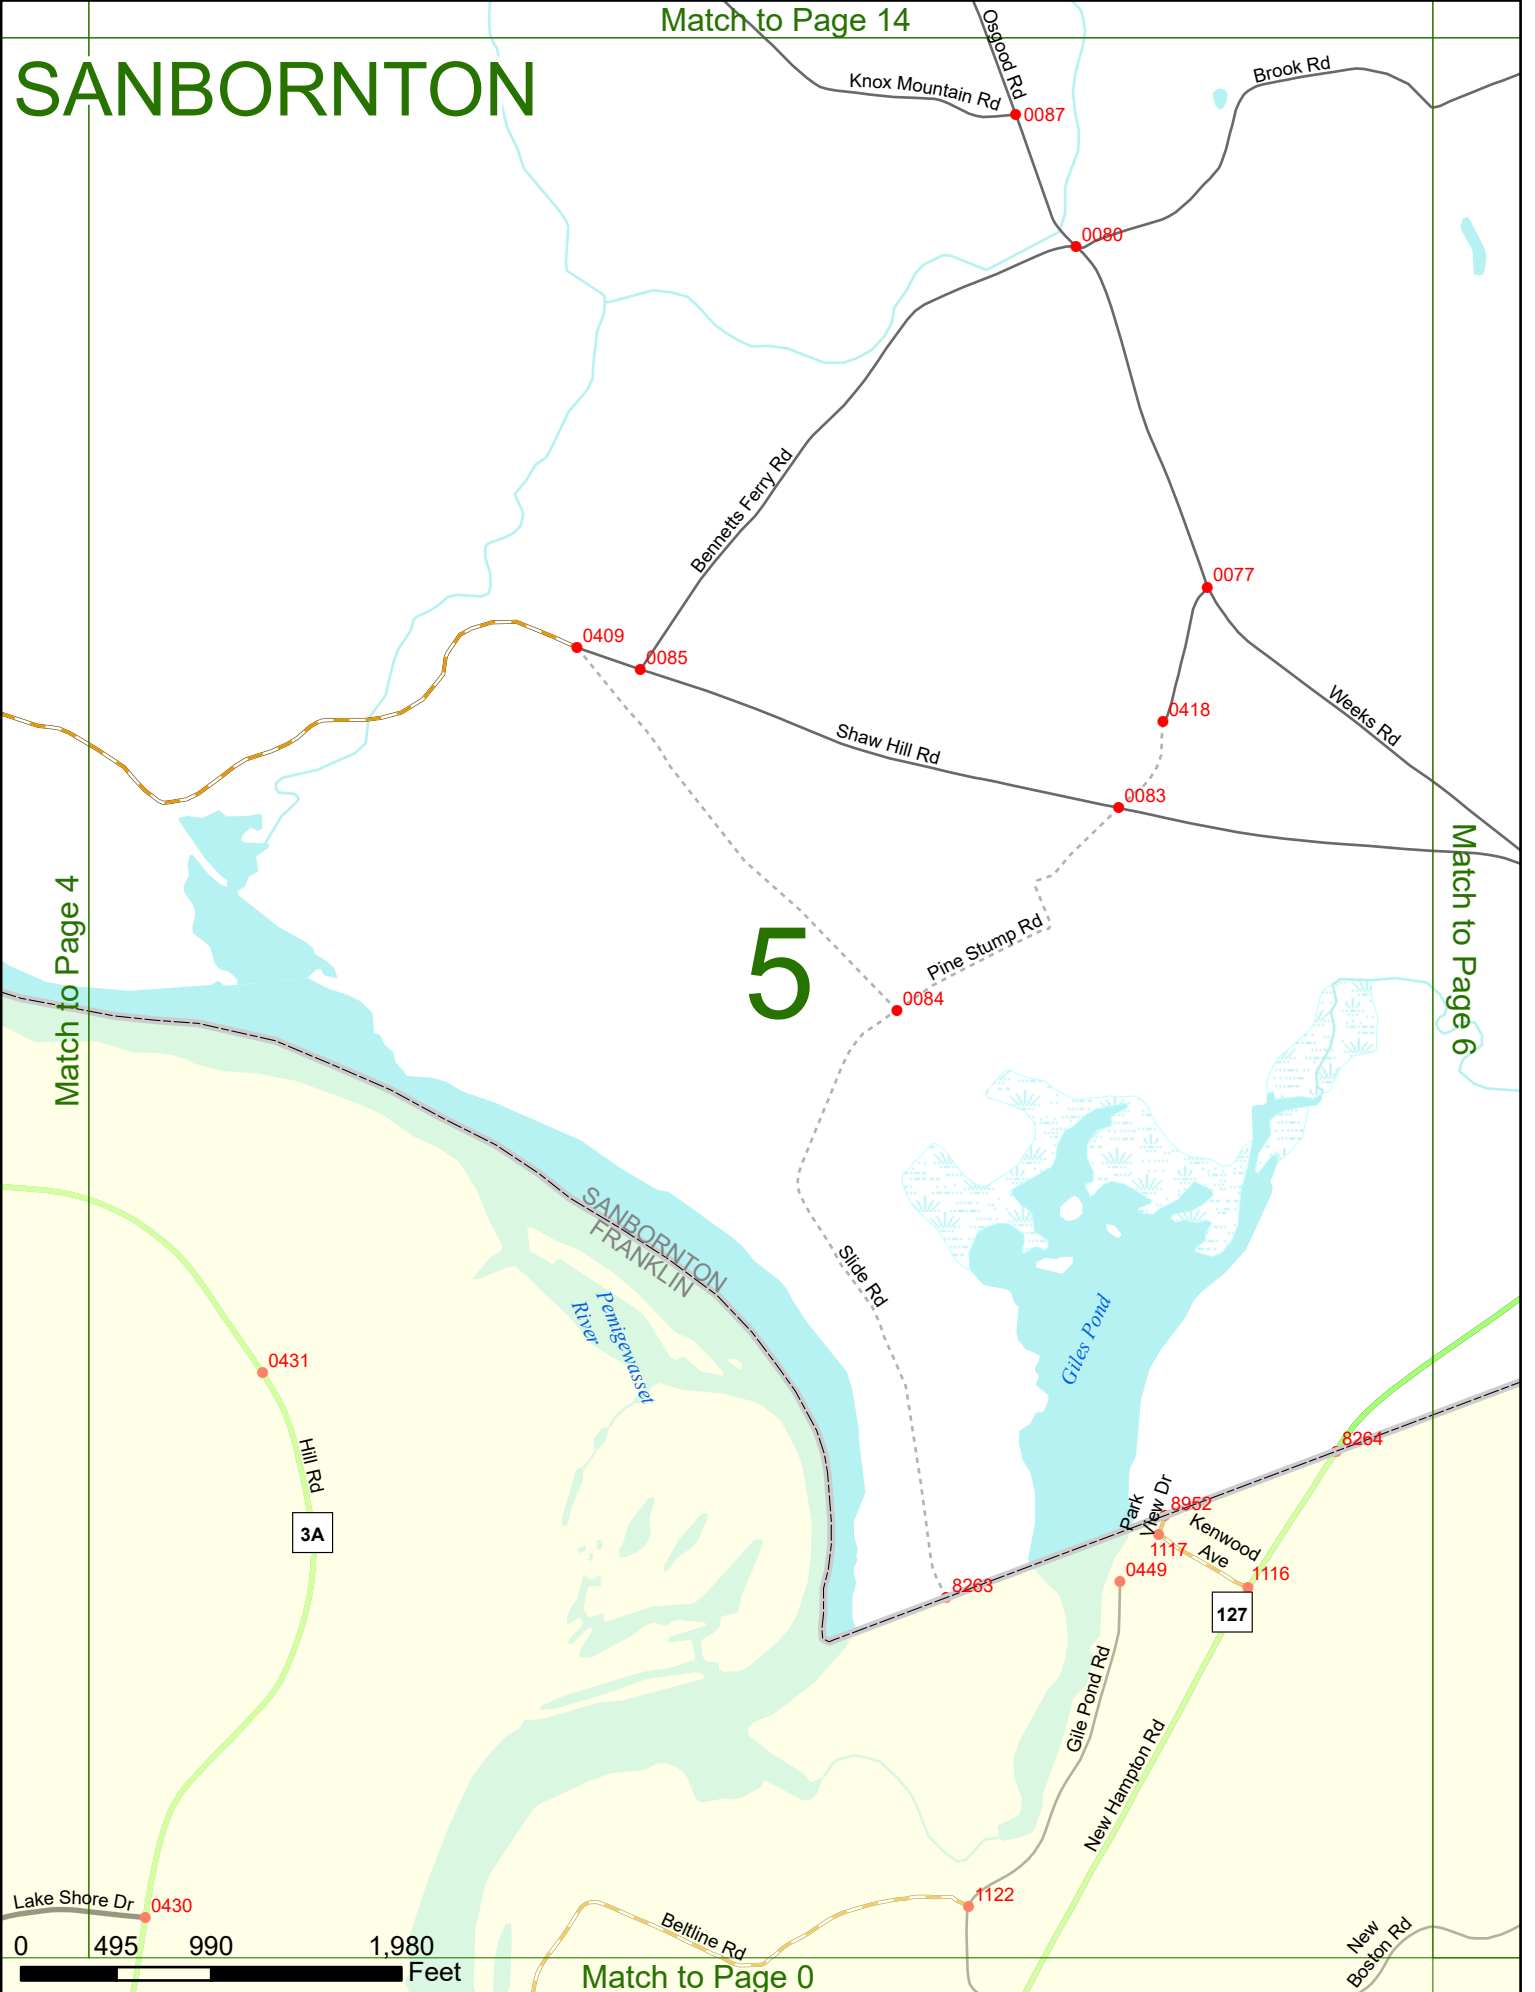 Match to Page 14
SANBORNTON
Osgood Rd
Knox Mountain Rd
0087
Brook Rd
0080
Bennetts Ferry Rd
0077
0409
0085
0418
Weeks Rd
Shaw Hill Rd
0083
Match to Page 4
Match to Page 6
5
Pine Stump Rd
0084
SANBORNTON
FRANKLIN
Slide Rd
Pemigewasset
River
Giles Pond
0431
Hill Rd
3A
8264
Park
View Dr
8952
Kenwood
Ave
1117
0449
1116
8263
127
Gile Pond Rd
New Hampton Rd
Lake Shore Dr
0430
1122
Beltline Rd
New
Boston Rd
0 495 990 1,980
Feet
Match to Page 0